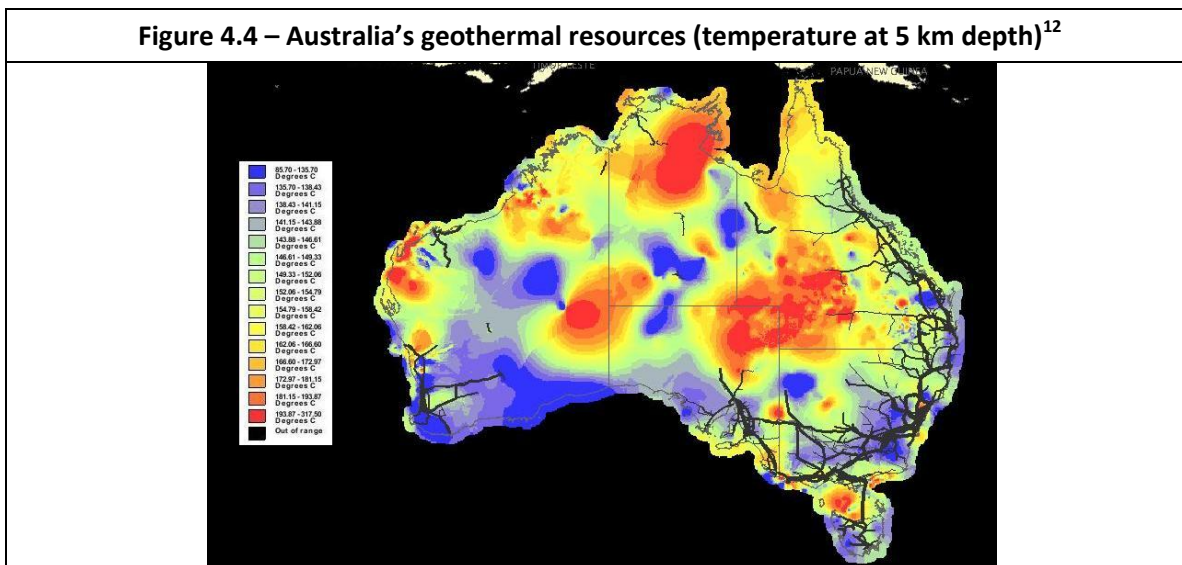 Figure 4.4 – Australia’s geothermal resources (temperature at 5 km depth)12
PAPUA NEW GUINEA
85.70 - 135.70
Degrees C
135.70 - 138.43
Degrees C
138.43 - 141.15
Degrees C
141.15 - 143.88
Degrees C
143.88 - 146.61
Degrees C
146.61 - 149.33
Degrees C
149.33 - 152.06
Degrees C
152.06 - 154.79
Degrees C
154.79 - 158.42
Degrees C
158.42 - 162.06
Degrees C
162.06 - 166.60
Degrees C
166.60 - 172.97
Degrees C
172.97 - 181.15
Degrees C
181.15 - 193.87
Degrees C
193.87 - 317.50
Degrees C
Out of range